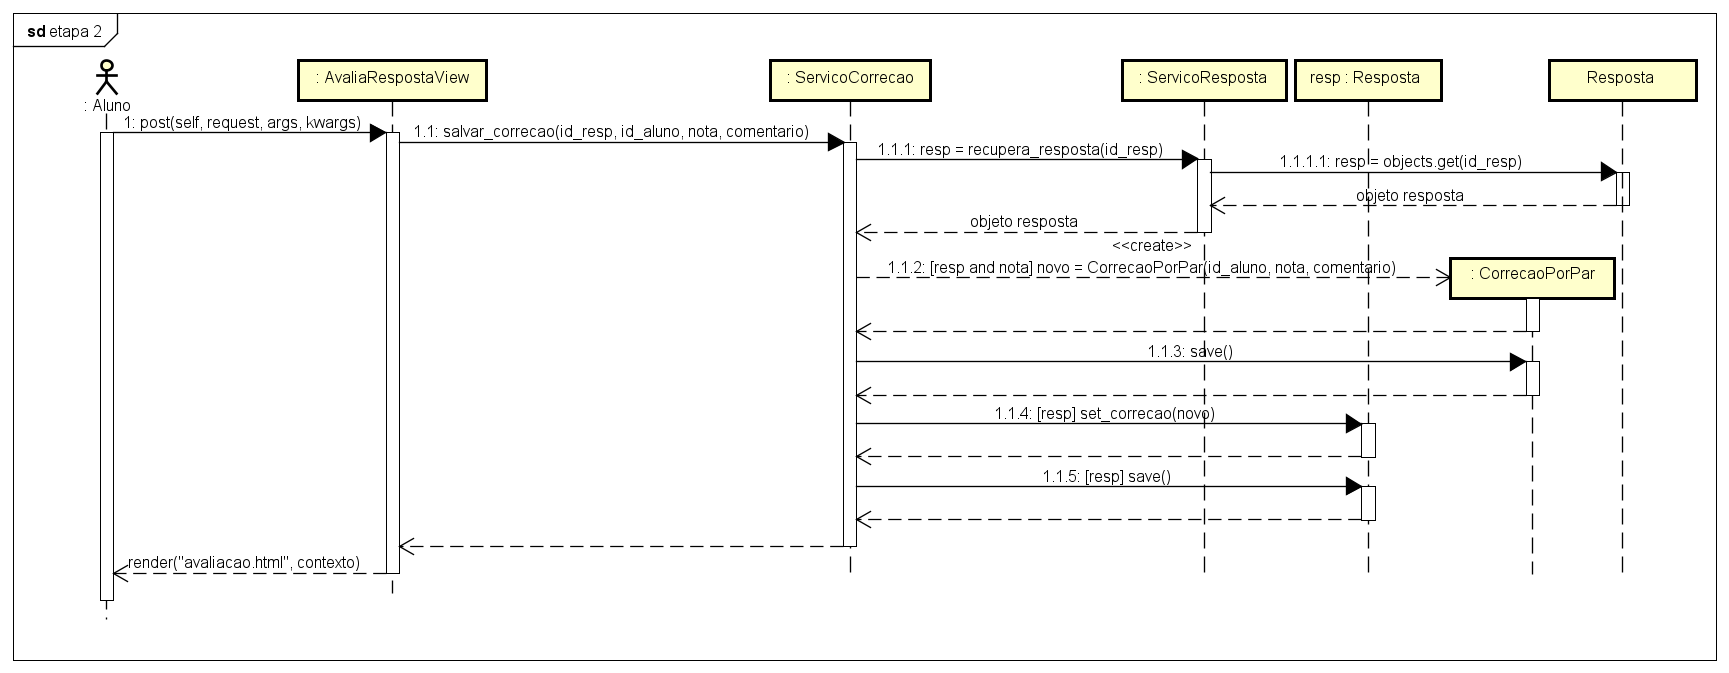 sd etapa 2
: Aluno
: AvaliaRespostaView
: ServicoCorrecao
: ServicoResposta
resp : Resposta
Resposta
1: post(self, request, args, kwargs)
1.1: salvar_correcao(id_resp, id_aluno, nota, comentario)
1.1.1: resp = recupera_resposta(id_resp)
1.1.1.1: resp = objects.get(id_resp)
objeto resposta
objeto resposta
<<create>>
1.1.2: [resp and nota] novo = CorrecaoPorPar(id_aluno, nota, comentario)
: CorrecaoPorPar
1.1.3: save()
1.1.4: [resp] set_correcao(novo)
1.1.5: [resp] save()
render("avaliacao.html", contexto)